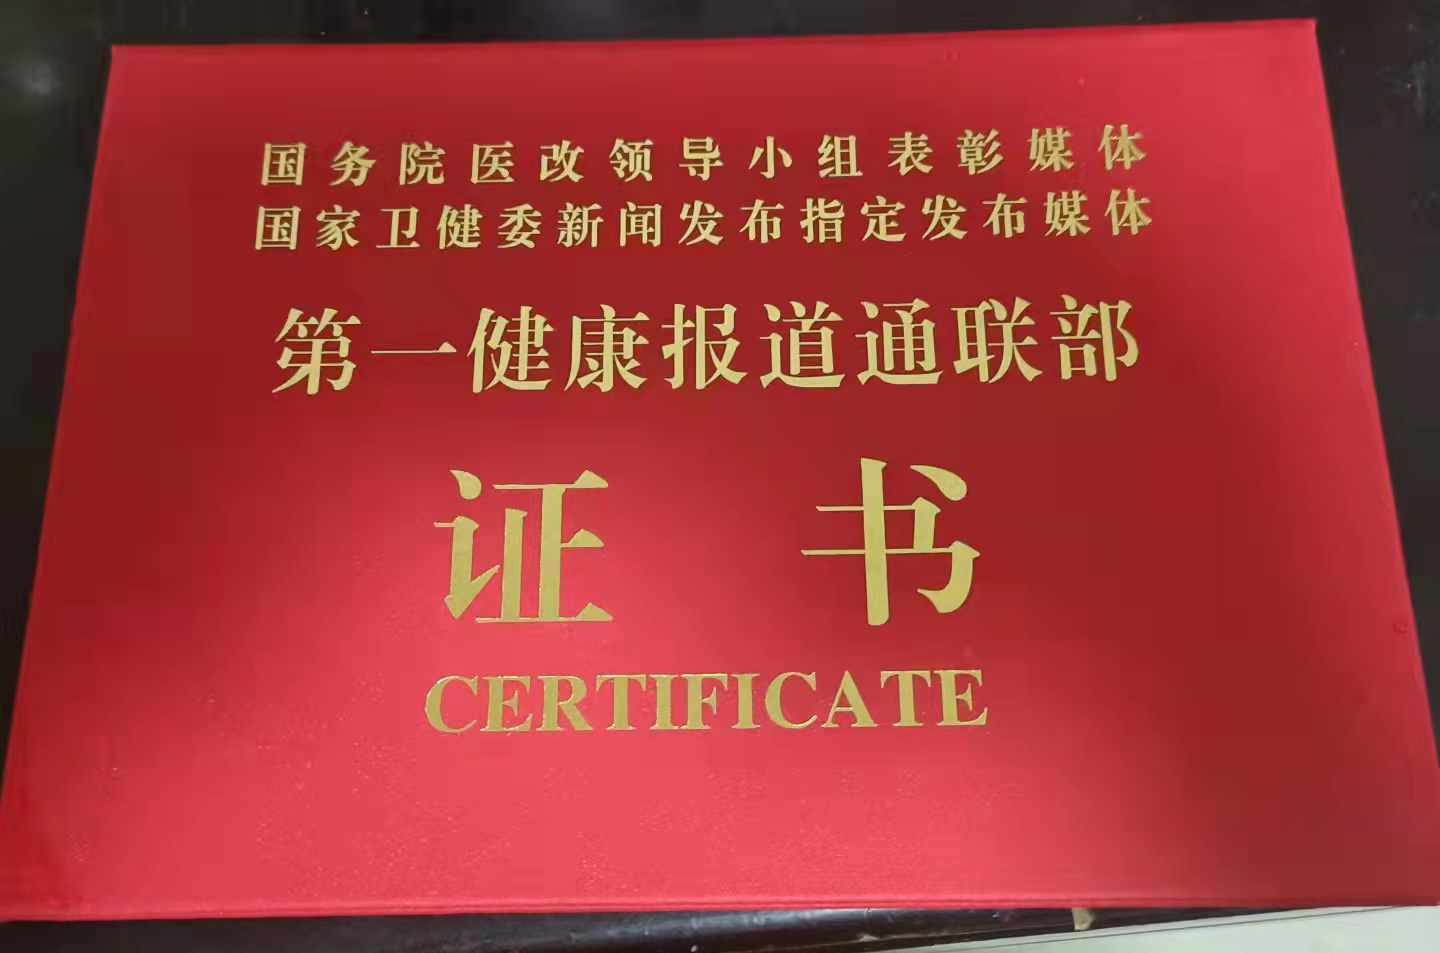 国务院医改领导小组表彰媒体
国家卫健委新闻发布指定发布媒体
第一健康报道通联部
证书
CERTIFICATE